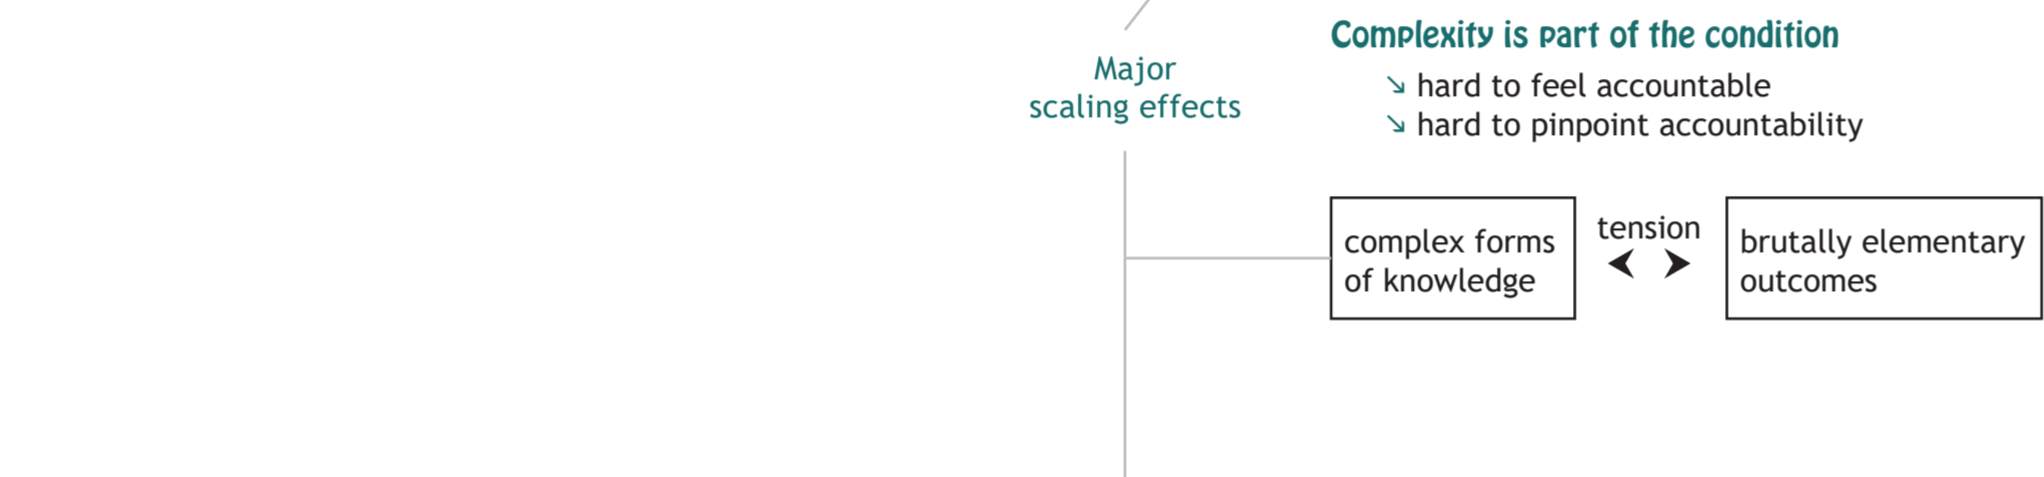 Major
scaling effects
Complexity is part of the condition
↘ hard to feel accountable
↘ hard to pinpoint accountability
complex forms
of knowledge
tension
brutally elementary
outcomes